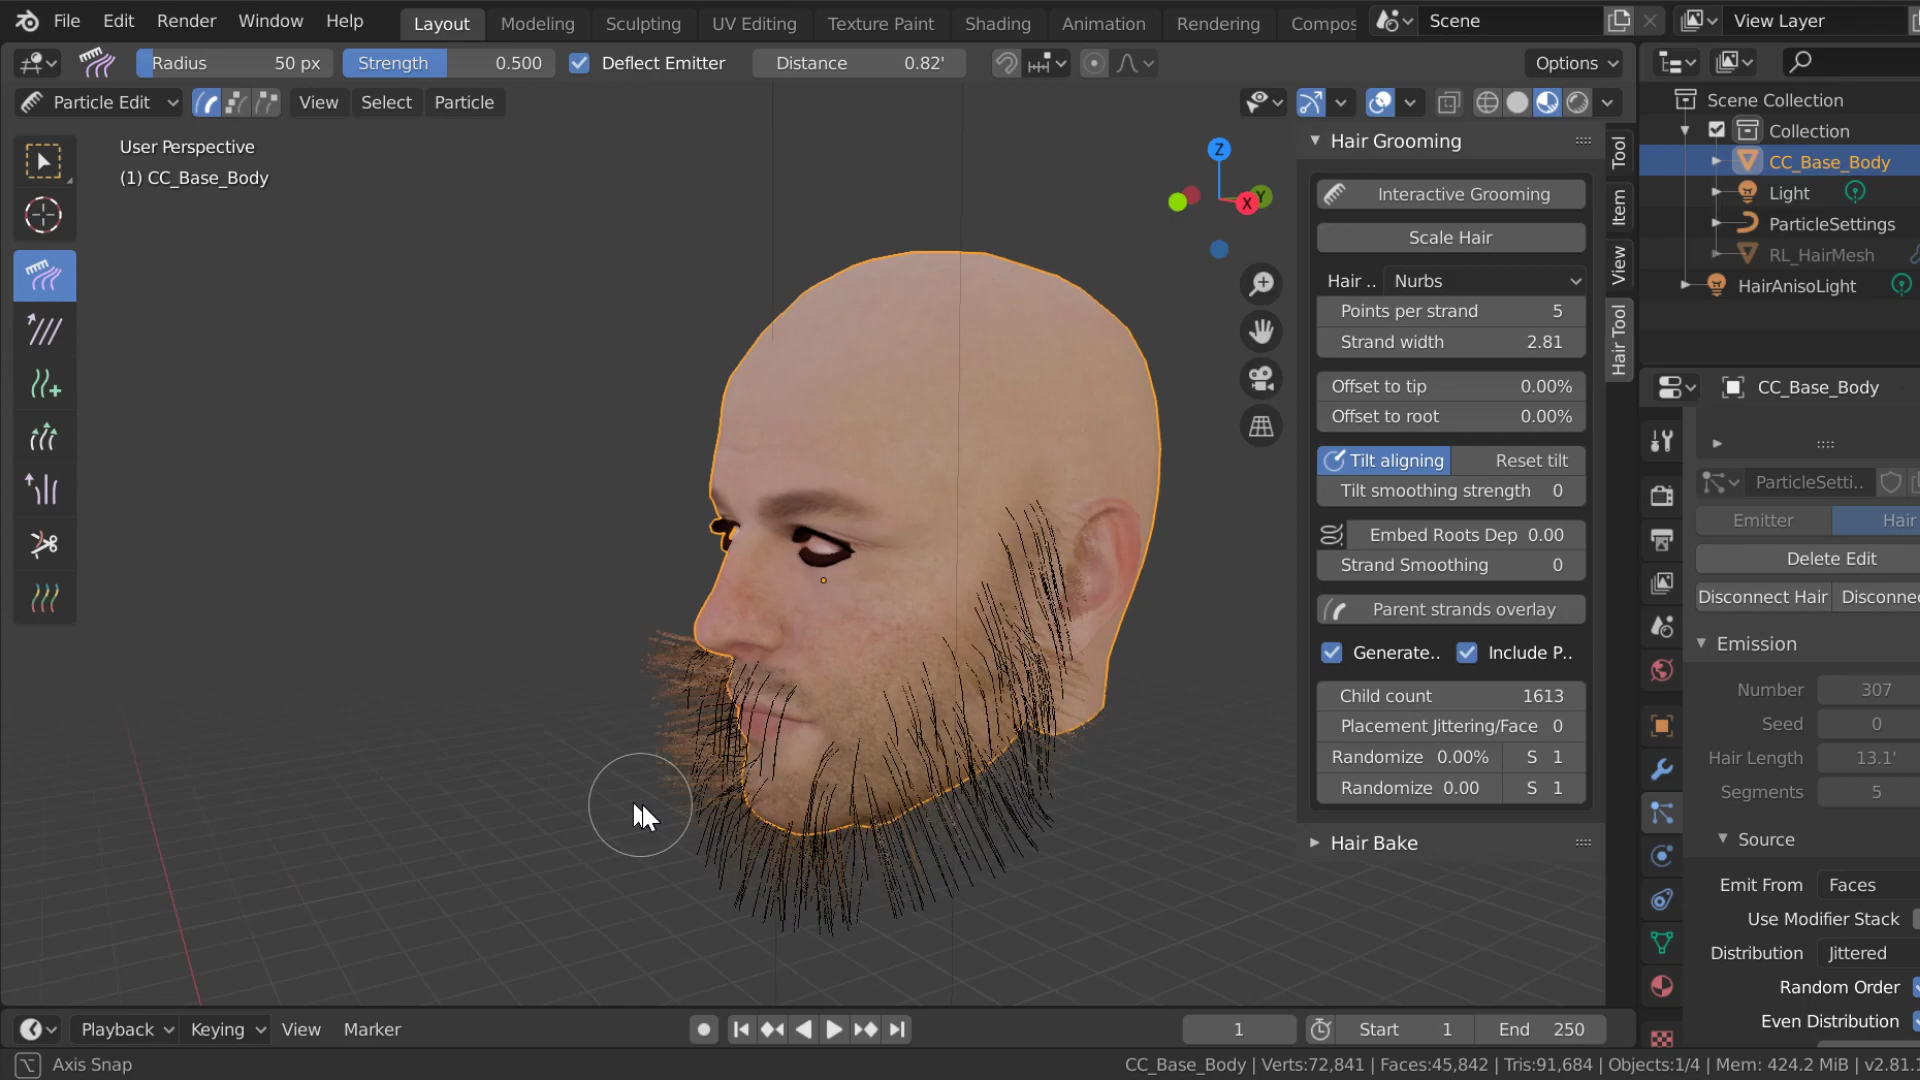 File Edit Render Window Help Layout Modeling Sculpting UV Editing Texture Paint Shading Animation Rendering Compos Scene View Layer
Radius 50 px Strength 0.500 Deflect Emitter Distance 0.82' Options
Particle Edit View Select Particle
User Perspective
(1) CC_Base_Body
Z
X
Y
Hair Grooming
Interactive Grooming
Scale Hair
Hair .. Nurbs
Points per strand 5
Strand width 2.81
Offset to tip 0.00%
Offset to root 0.00%
Tilt aligning Reset tilt
Tilt smoothing strength 0
Embed Roots Dep 0.00
Strand Smoothing 0
Parent strands overlay
Generate.. Include P..
Child count 1613
Placement Jittering/Face 0
Randomize 0.00% S 1
Randomize 0.00 S 1
Hair Bake
Tool
Item
View
Hair Tool
Scene Collection
Collection
CC_Base_Body
Light
ParticleSettings
RL_HairMesh
HairAnisoLight
CC_Base_Body
ParticleSetti..
Emitter Hair
Delete Edit
Disconnect Hair Disconnec
Emission
Number 307
Seed 0
Hair Length 13.1'
Segments 5
Source
Emit From Faces
Use Modifier Stack
Distribution Jittered
Random Order
Even Distribution
Playback Keying View Marker 1 Start 1 End 250
Axis Snap CC_Base_Body | Verts:72,841 | Faces:45,842 | Tris:91,684 | Objects:1/4 | Mem: 424.2 MiB | v2.81.